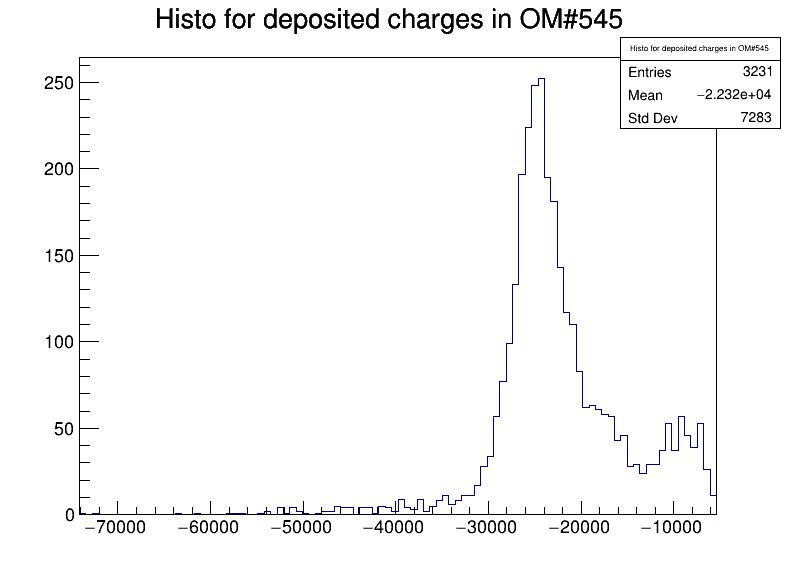 Histo for deposited charges in OM#545
Histo for deposited charges in OM#545
Entries 3231
Mean −2.232e+04
Std Dev 7283
250
200
150
100
50
0
−70000 −60000 −50000 −40000 −30000 −20000 −10000